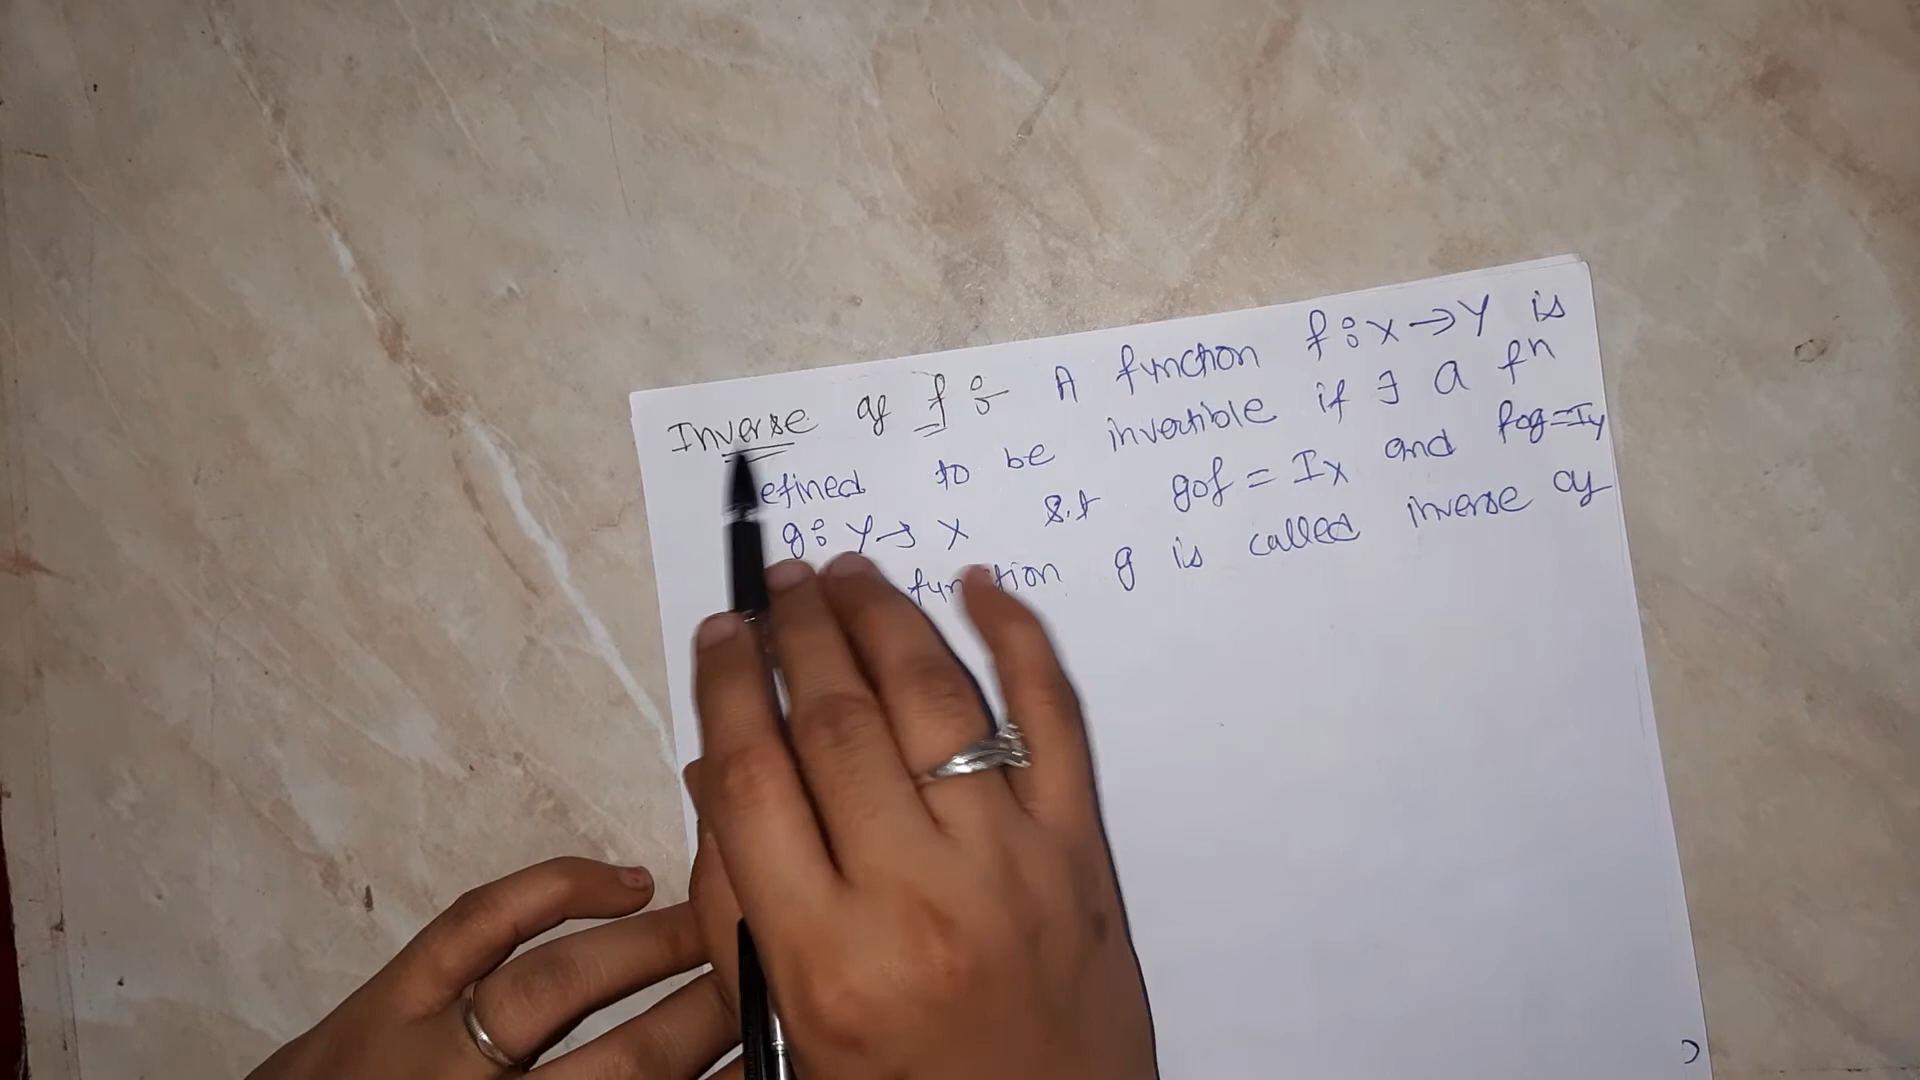 Inverse of f :- A function f : X → Y is
efined to be invertible if ∃ a fn
g : Y → X s.t gof = Ix and fog = Iy
function g is called inverse of